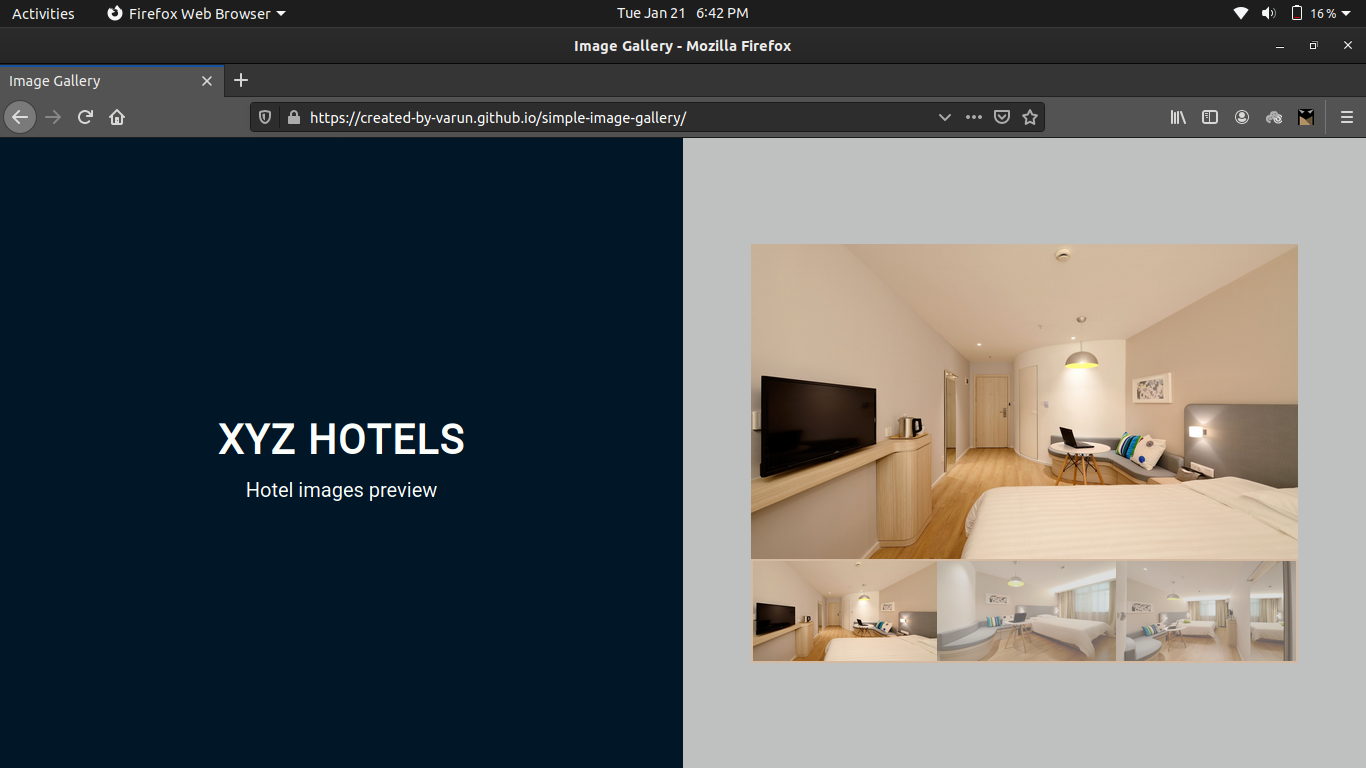 Activities
Firefox Web Browser
Tue Jan 21 6:42 PM
16%
Image Gallery - Mozilla Firefox
Image Gallery
https://created-by-varun.github.io/simple-image-gallery/
XYZ HOTELS
Hotel images preview